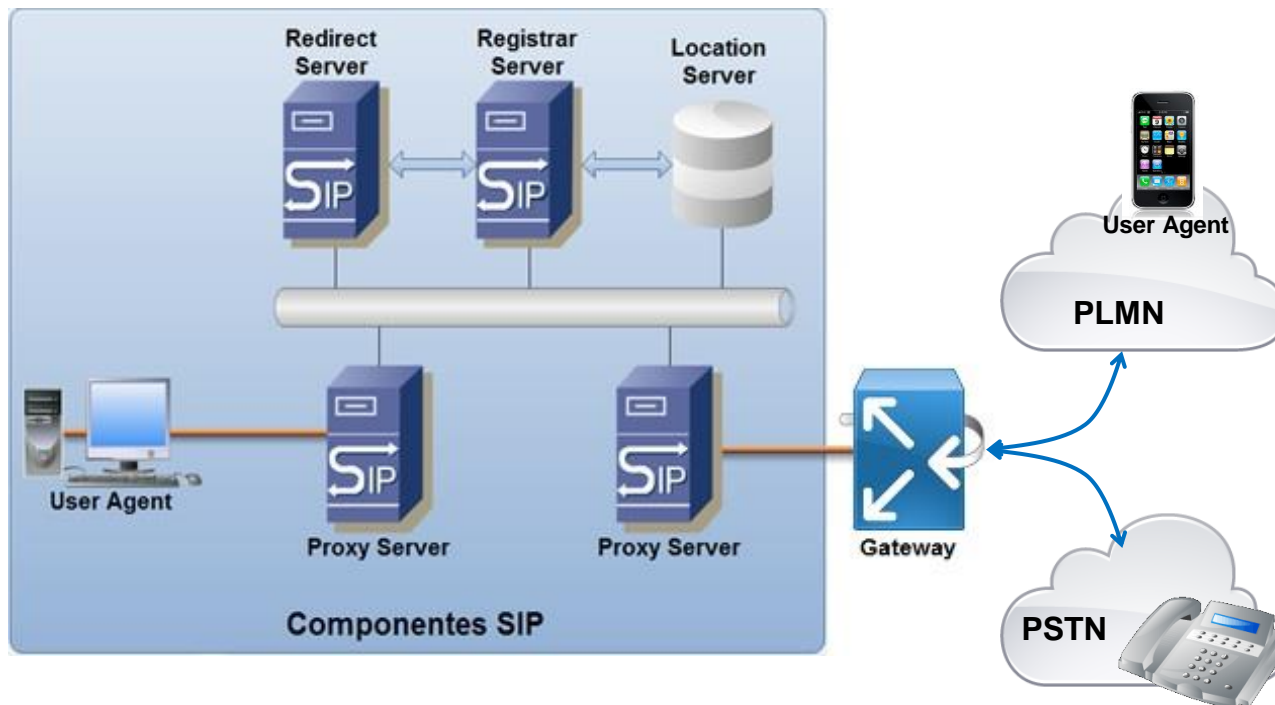 Redirect
Server
Registrar
Server
Location
Server
SIP
SIP
User Agent
PLMN
SIP
SIP
User Agent
Proxy Server
Proxy Server
Gateway
Componentes SIP
PSTN